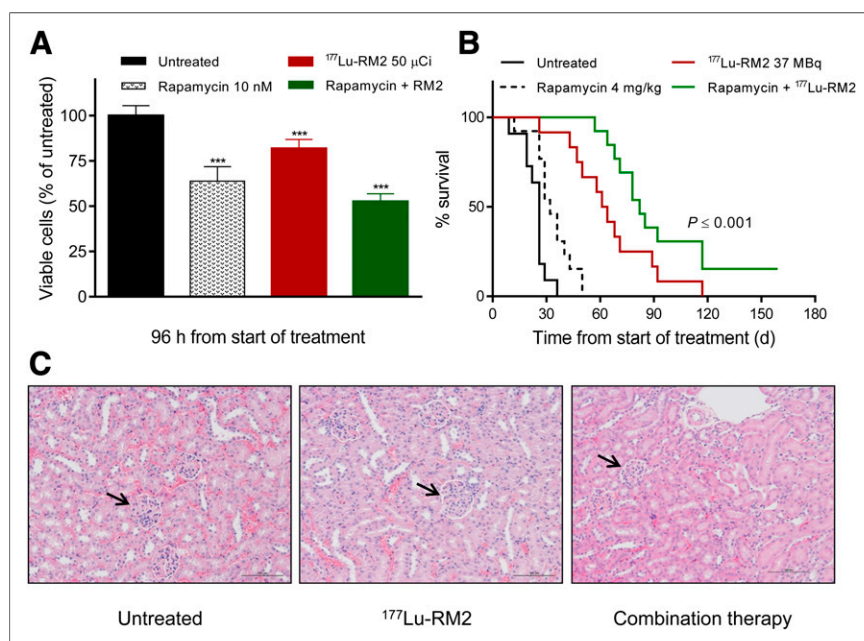 A
Untreated
¹⁷⁷Lu-RM2 50 μCi
Rapamycin 10 nM
Rapamycin + RM2
Viable cells (% of untreated)
100
75
50
25
0
***
***
***
96 h from start of treatment
B
Untreated
¹⁷⁷Lu-RM2 37 MBq
Rapamycin 4 mg/kg
Rapamycin + ¹⁷⁷Lu-RM2
% survival
100
50
0
P ≤ 0.001
0 30 60 90 120 150 180
Time from start of treatment (d)
C
Untreated
¹⁷⁷Lu-RM2
Combination therapy